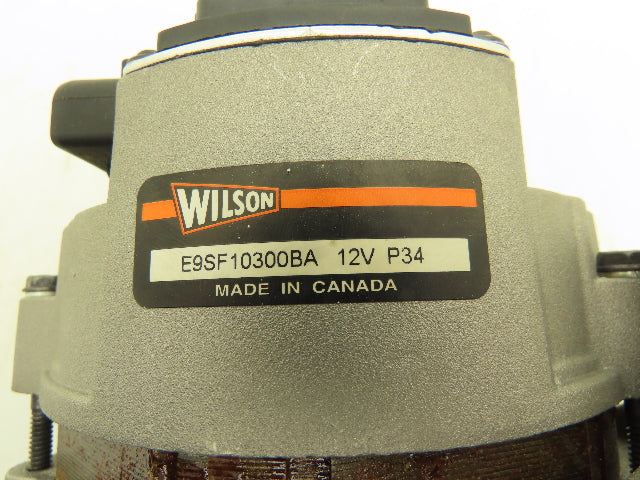 WILSON
E9SF10300BA 12V P34
MADE IN CANADA